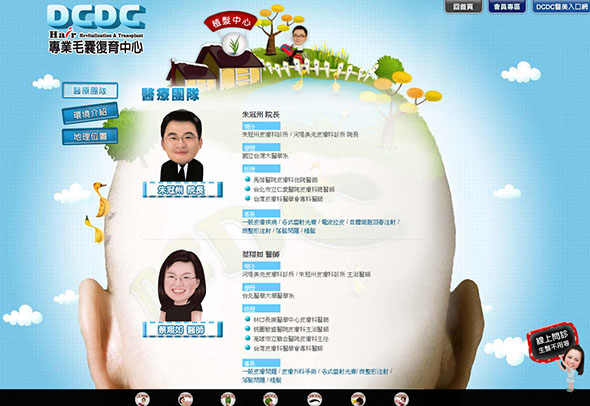 DCDC
Hair Revitalization & Transplant
專業毛囊復育中心
植髮中心
回首頁
會員專區
DCDC醫美入口網
醫療團隊
環境介紹
地理位置
醫療團隊
朱冠州 院長
朱冠州 院長
現任
朱冠州皮膚科診所 / 河堤美克皮膚科診所 院長
學歷
國立台灣大學醫學系
經歷
馬偕醫院皮膚科住院醫師
台北市立仁愛醫院皮膚科總醫師
台灣皮膚科醫學會專科醫師
專長
一般皮膚疾病 / 各式雷射光療 / 電波拉皮 / 自體細胞回春注射 /
微整形注射 / 落髮問題 / 植髮
蔡翔如 醫師
蔡翔如 醫師
現任
河堤美克皮膚科診所 / 朱冠州皮膚科診所 主治醫師
學歷
台北醫學大學醫學系
經歷
林口長庚醫學中心皮膚科醫師
桃園敏盛醫院皮膚科主治醫師
高雄市立聯合醫院皮膚科主任
台灣皮膚科醫學會專科醫師
專長
一般皮膚問題 / 皮膚外科手術 / 各式雷射光療 / 微整形注射 /
落髮問題 / 植髮
線上問診
生髮不用等